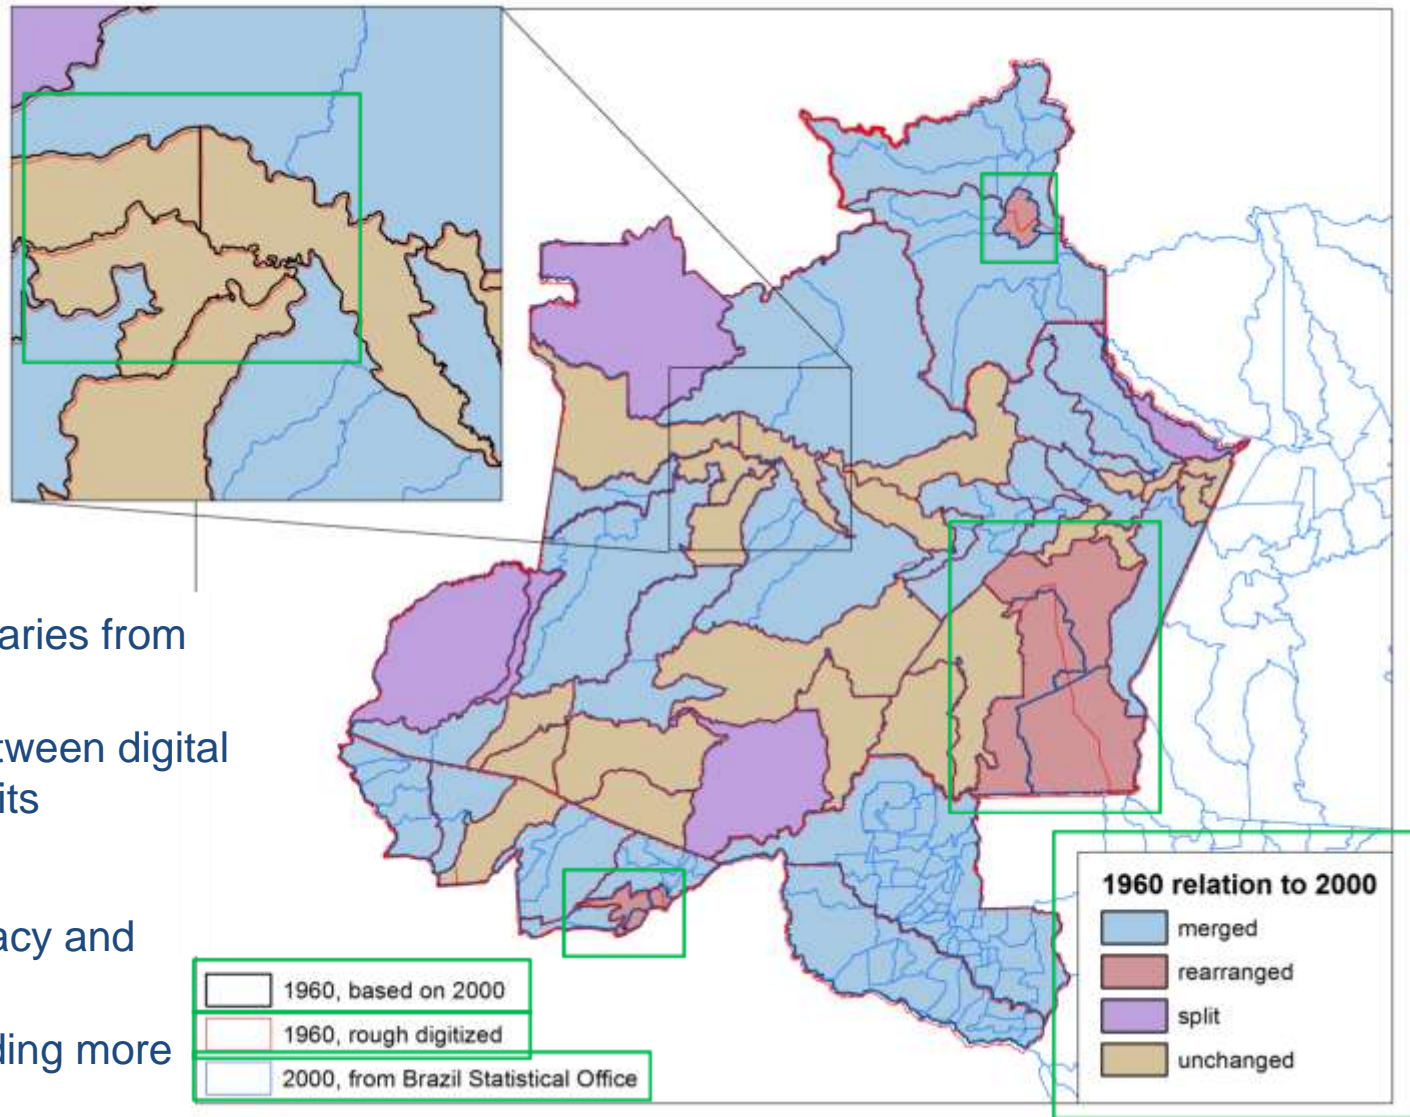 aries from
tween digital
its
acy and
ding more
1960, based on 2000
1960, rough digitized
2000, from Brazil Statistical Office
1960 relation to 2000
merged
rearranged
split
unchanged